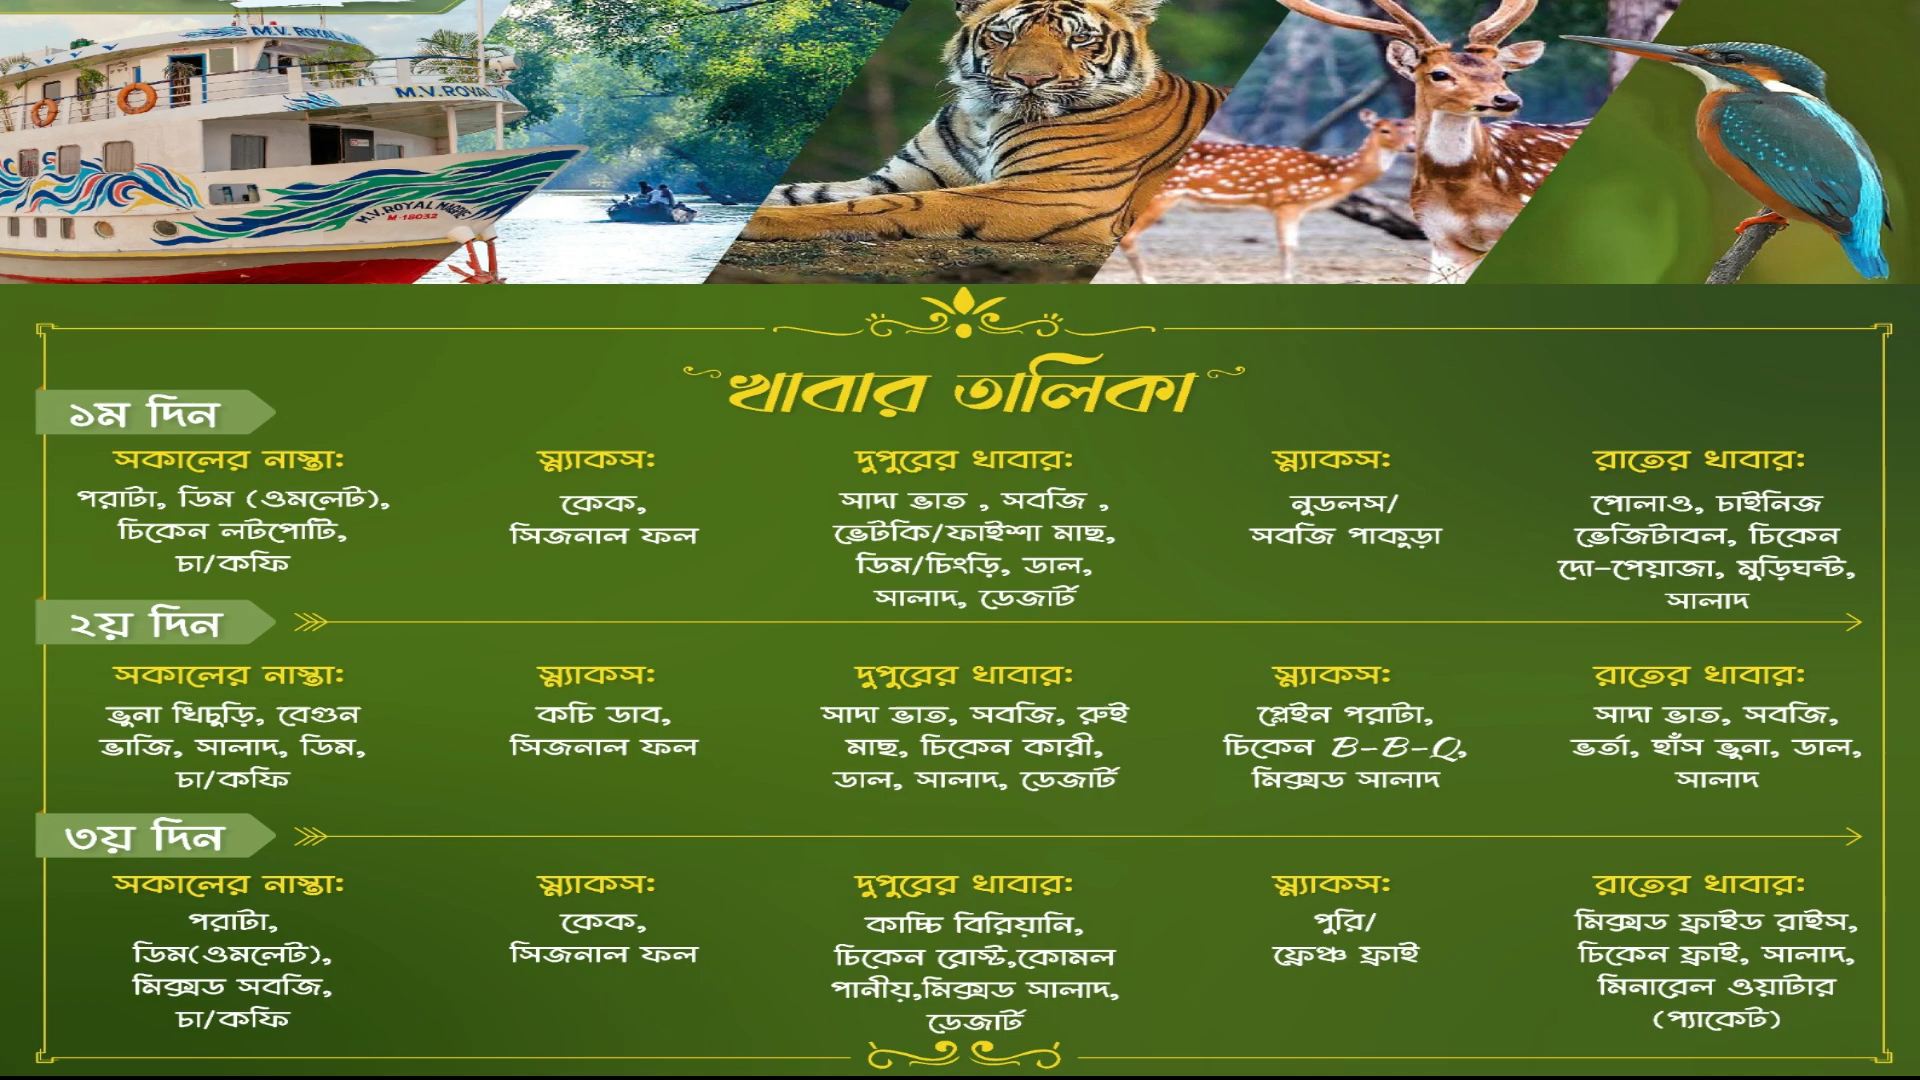 M.V. ROYAL
M.V.ROYAL
M.V.ROYAL MAGPIE
M-18032
খাবার তালিকা
১ম দিন
সকালের নাস্তা:
পরাটা, ডিম (ওমলেট),
চিকেন লটপোটি,
চা/কফি
স্ন্যাকস:
কেক,
সিজনাল ফল
দুপুরের খাবার:
সাদা ভাত , সবজি ,
ভেটকি/ফাইশা মাছ,
ডিম/চিংড়ি, ডাল,
সালাদ, ডেজার্ট
স্ন্যাকস:
নুডলস/
সবজি পাকুড়া
রাতের খাবার:
পোলাও, চাইনিজ
ভেজিটাবল, চিকেন
দো-পেয়াজা, মুড়িঘন্ট,
সালাদ
২য় দিন
সকালের নাস্তা:
ভুনা খিচুড়ি, বেগুন
ভাজি, সালাদ, ডিম,
চা/কফি
স্ন্যাকস:
কচি ডাব,
সিজনাল ফল
দুপুরের খাবার:
সাদা ভাত, সবজি, রুই
মাছ, চিকেন কারী,
ডাল, সালাদ, ডেজার্ট
স্ন্যাকস:
প্লেইন পরাটা,
চিকেন B-B-Q,
মিক্সড সালাদ
রাতের খাবার:
সাদা ভাত, সবজি,
ভর্তা, হাঁস ভুনা, ডাল,
সালাদ
৩য় দিন
সকালের নাস্তা:
পরাটা,
ডিম(ওমলেট),
মিক্সড সবজি,
চা/কফি
স্ন্যাকস:
কেক,
সিজনাল ফল
দুপুরের খাবার:
কাচ্চি বিরিয়ানি,
চিকেন রোস্ট,কোমল
পানীয়,মিক্সড সালাদ,
ডেজার্ট
স্ন্যাকস:
পুরি/
ফ্রেঞ্চ ফ্রাই
রাতের খাবার:
মিক্সড ফ্রাইড রাইস,
চিকেন ফ্রাই, সালাদ,
মিনারেল ওয়াটার
(প্যাকেট)